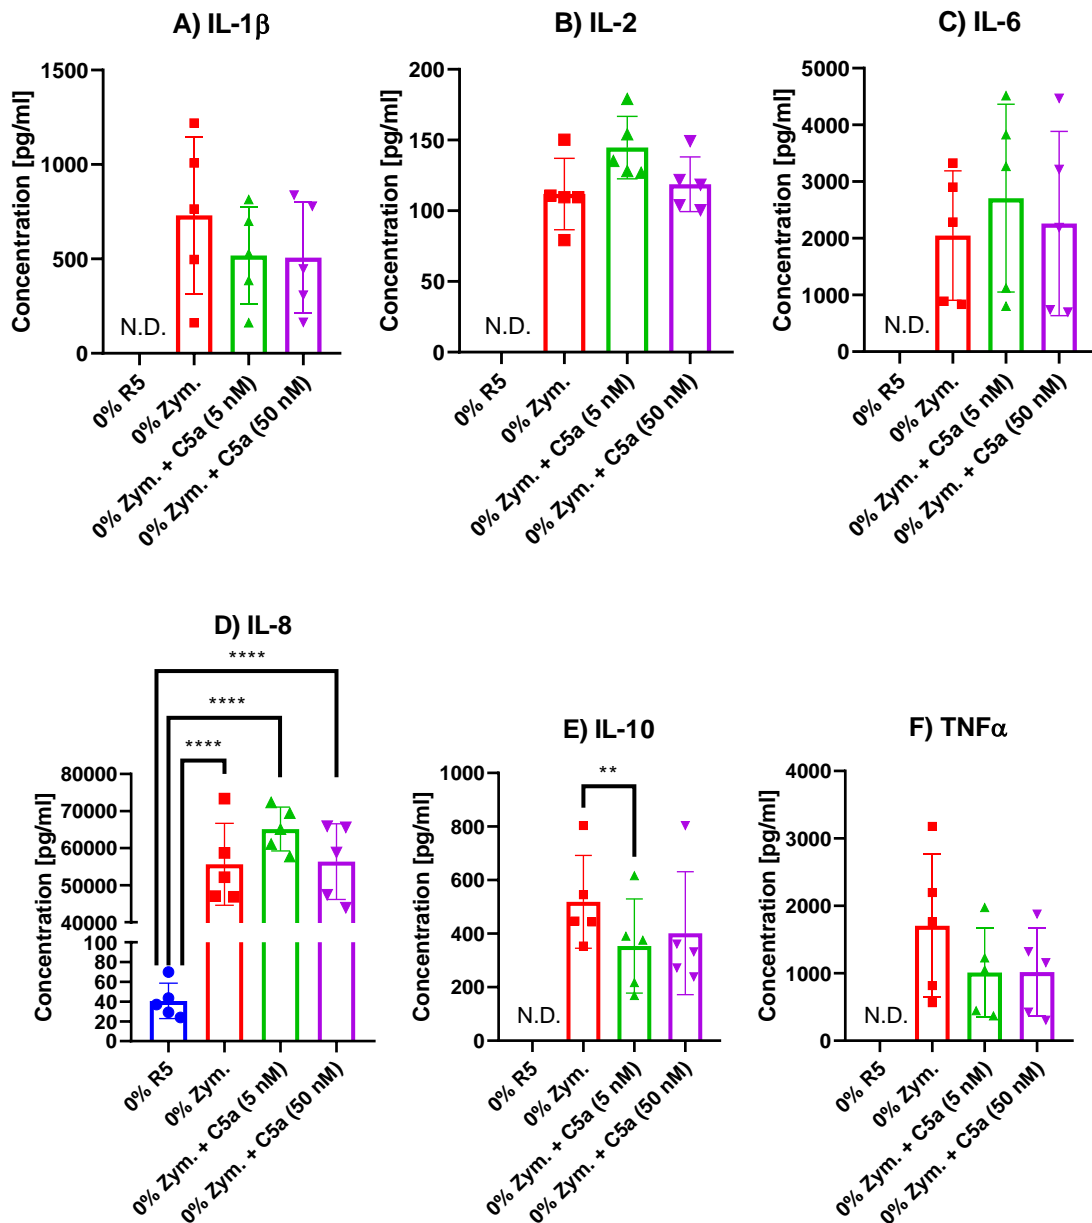 A) IL-1β
Concentration [pg/ml]
1500
1000
500
0
N.D.
0% R5
0% Zym.
0% Zym. + C5a (5 nM)
0% Zym. + C5a (50 nM)
B) IL-2
Concentration [pg/ml]
200
150
100
50
0
N.D.
0% R5
0% Zym.
0% Zym. + C5a (5 nM)
0% Zym. + C5a (50 nM)
C) IL-6
Concentration [pg/ml]
5000
4000
3000
2000
1000
0
N.D.
0% R5
0% Zym.
0% Zym. + C5a (5 nM)
0% Zym. + C5a (50 nM)
D) IL-8
****
****
****
Concentration [pg/ml]
80000
70000
60000
50000
40000
100
80
60
40
20
0
0% R5
0% Zym.
0% Zym. + C5a (5 nM)
0% Zym. + C5a (50 nM)
E) IL-10
**
Concentration [pg/ml]
1000
800
600
400
200
0
N.D.
0% R5
0% Zym.
0% Zym. + C5a (5 nM)
0% Zym. + C5a (50 nM)
F) TNFα
Concentration [pg/ml]
4000
3000
2000
1000
0
N.D.
0% R5
0% Zym.
0% Zym. + C5a (5 nM)
0% Zym. + C5a (50 nM)